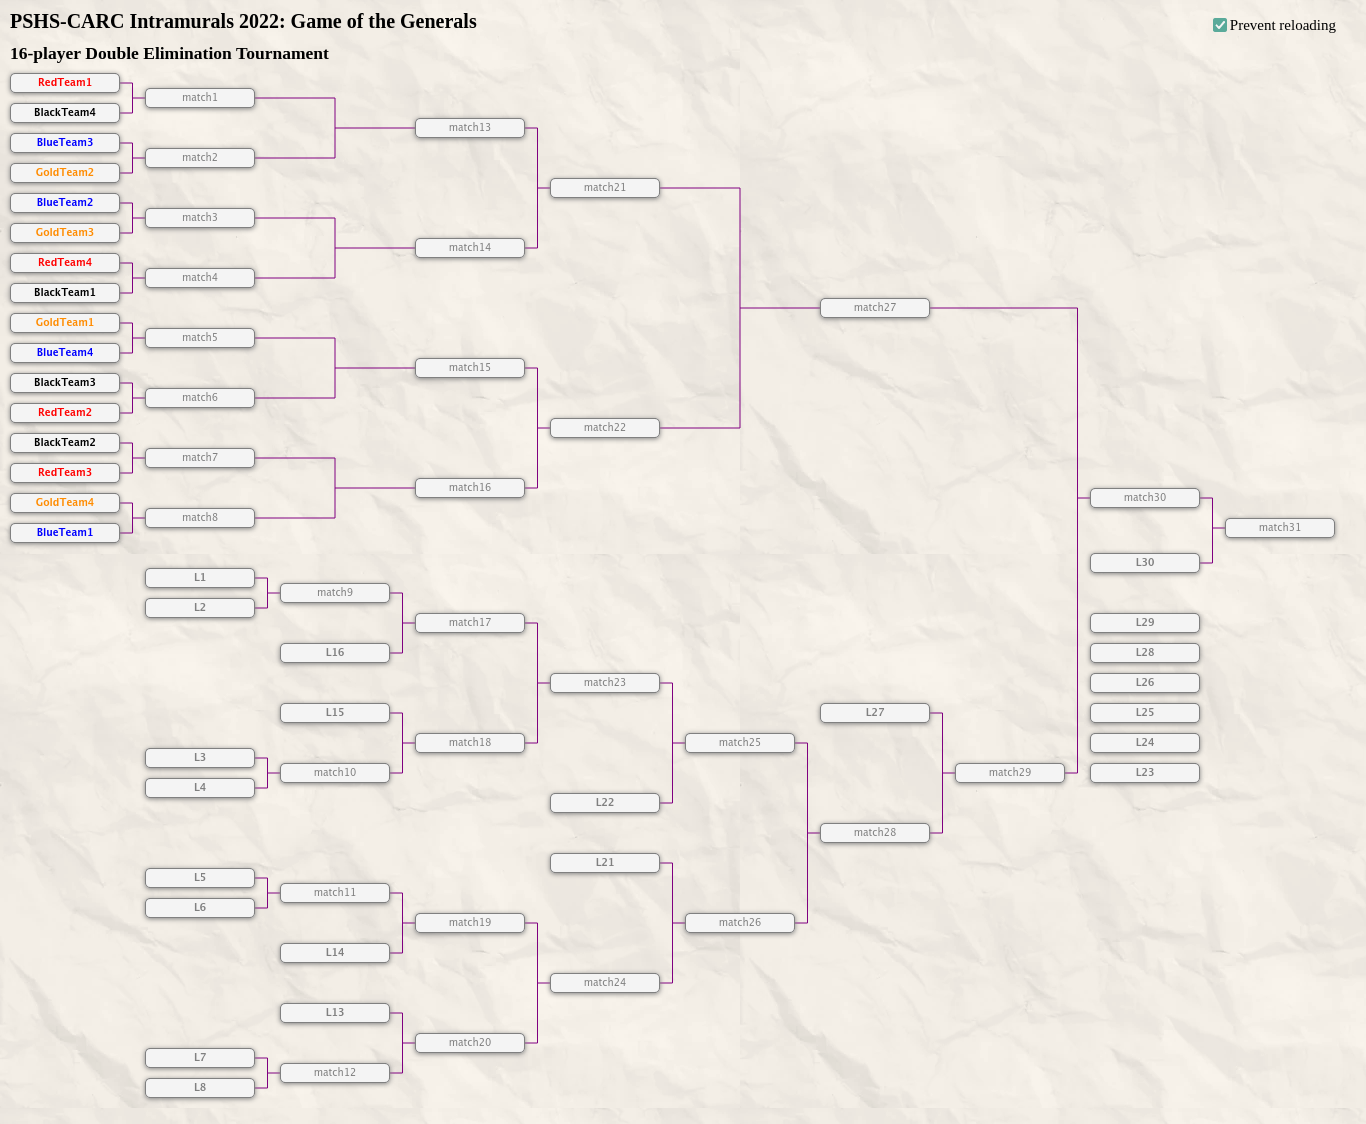 PSHS-CARC Intramurals 2022: Game of the Generals
Prevent reloading
16-player Double Elimination Tournament
RedTeam1
match1
BlackTeam4
match13
BlueTeam3
match2
GoldTeam2
match21
BlueTeam2
match3
GoldTeam3
match14
RedTeam4
match4
BlackTeam1
match27
GoldTeam1
match5
BlueTeam4
match15
BlackTeam3
match6
RedTeam2
match22
BlackTeam2
match7
RedTeam3
match16
GoldTeam4
match30
match8
match31
BlueTeam1
L30
L1
match9
L2
match17
L29
L16
L28
match23
L26
L15
L27
L25
match18
match25
L24
L3
match10
match29
L23
L4
L22
match28
L21
L5
match11
L6
match19
match26
L14
match24
L13
match20
L7
match12
L8